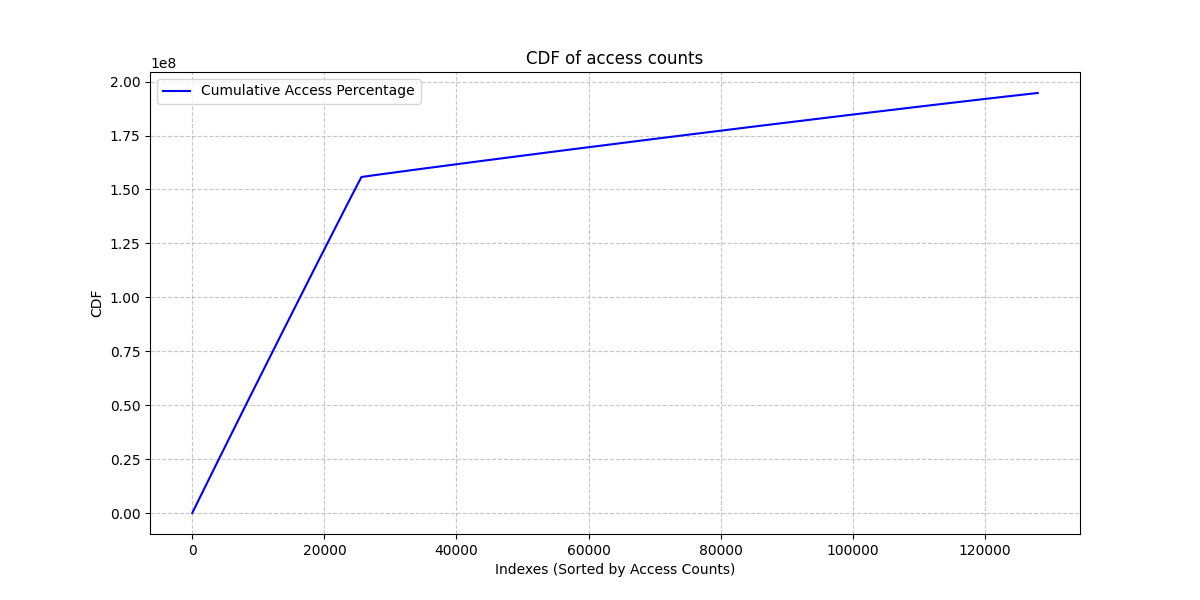 CDF of access counts
1e8
Cumulative Access Percentage
2.00
1.75
1.50
1.25
1.00
0.75
0.50
0.25
0.00
CDF
0 20000 40000 60000 80000 100000 120000
Indexes (Sorted by Access Counts)